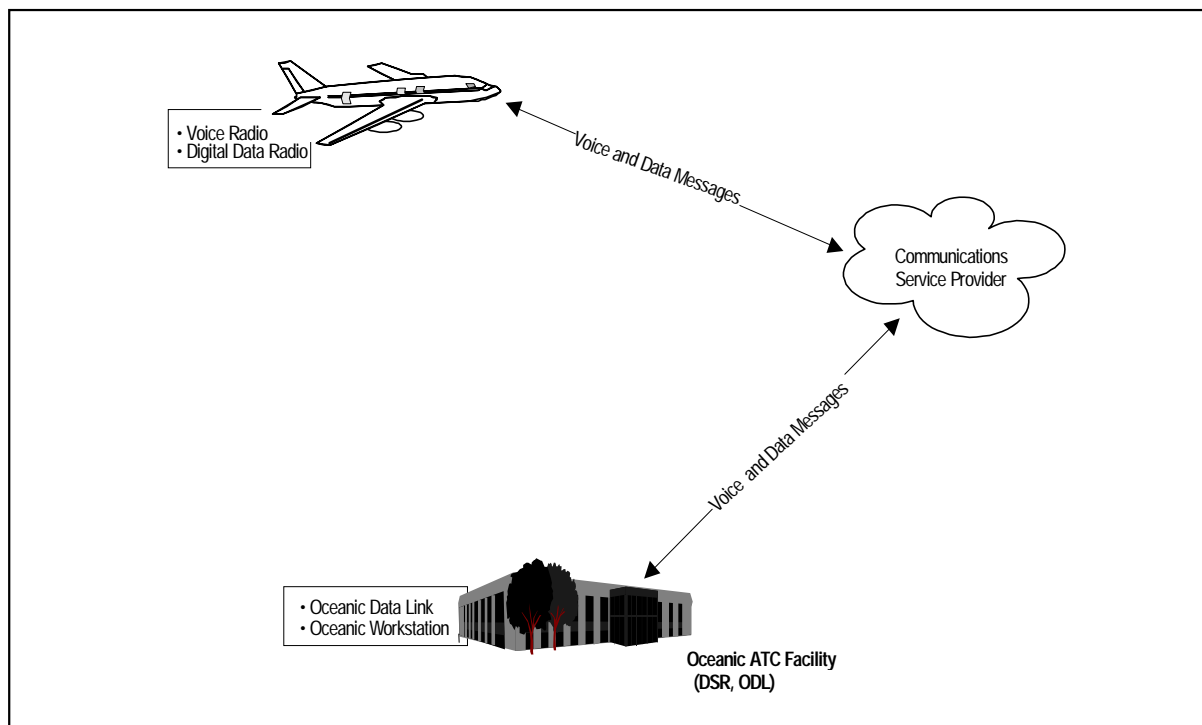 • Voice Radio
• Digital Data Radio
Voice and Data Messages
Communications
Service Provider
Voice and Data Messages
• Oceanic Data Link
• Oceanic Workstation
Oceanic ATC Facility
(DSR, ODL)